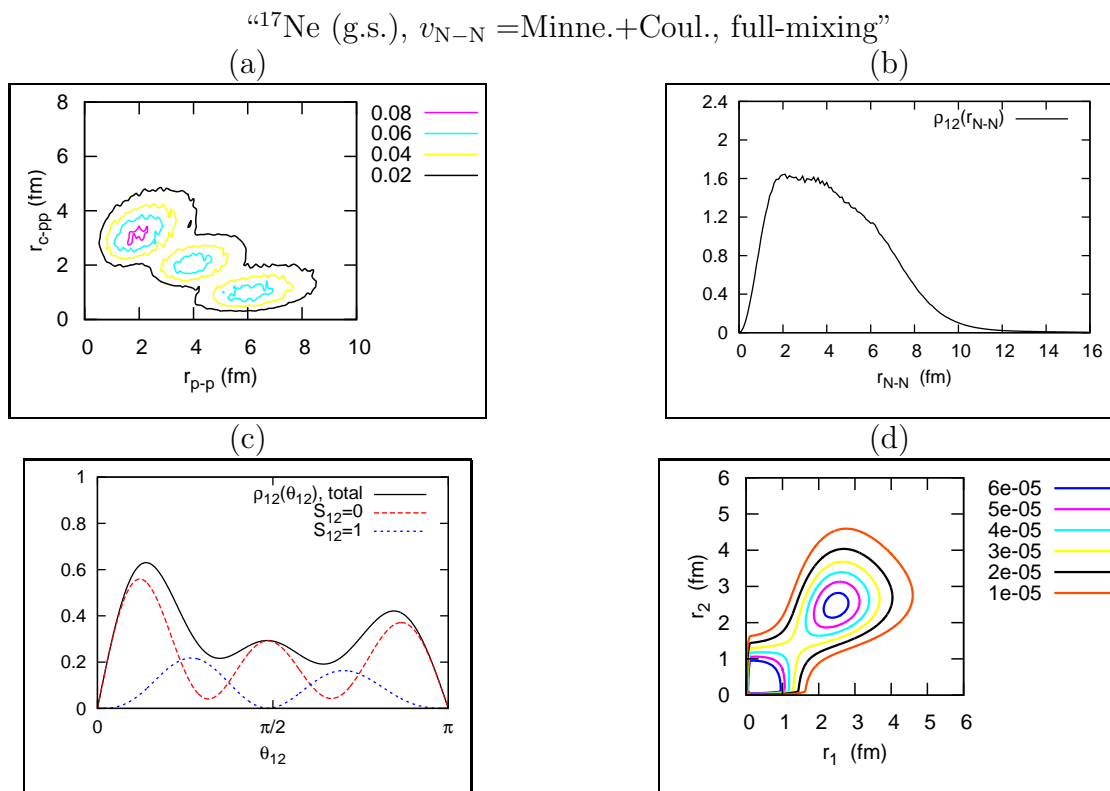 “¹⁷Ne (g.s.), v_N−N =Minne.+Coul., full-mixing”
(a)
(b)
8
6
4
2
0
0 2 4 6 8 10
r_c-pp (fm)
r_p-p (fm)
0.08
0.06
0.04
0.02
2.4
2
1.6
1.2
0.8
0.4
0
0 2 4 6 8 10 12 14 16
r_N-N (fm)
ρ₁₂(r_N-N)
(c)
(d)
1
0.8
0.6
0.4
0.2
0
0 π/2 π
θ₁₂
ρ₁₂(θ₁₂), total
S₁₂=0
S₁₂=1
6
5
4
3
2
1
0
0 1 2 3 4 5 6
r₂ (fm)
r₁ (fm)
6e-05
5e-05
4e-05
3e-05
2e-05
1e-05